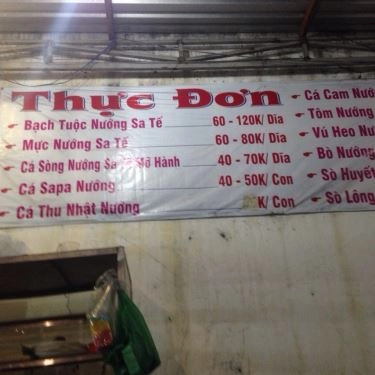 Thực Đơn
Bạch Tuộc Nướng Sa Tế 60 - 120K/ Dĩa
Mực Nướng Sa Tế 60 - 80K/ Dĩa
Cá Sòng Nướng Sa Tế Mỡ Hành 40 - 70K/ Dĩa
Cá Sapa Nướng 40 - 50K/ Con
Cá Thu Nhật Nướng K/ Con
Cá Cam Nướ
Tôm Nướng
Vú Heo Nư
Bò Nướng
Sò Huyết
Sò Lông